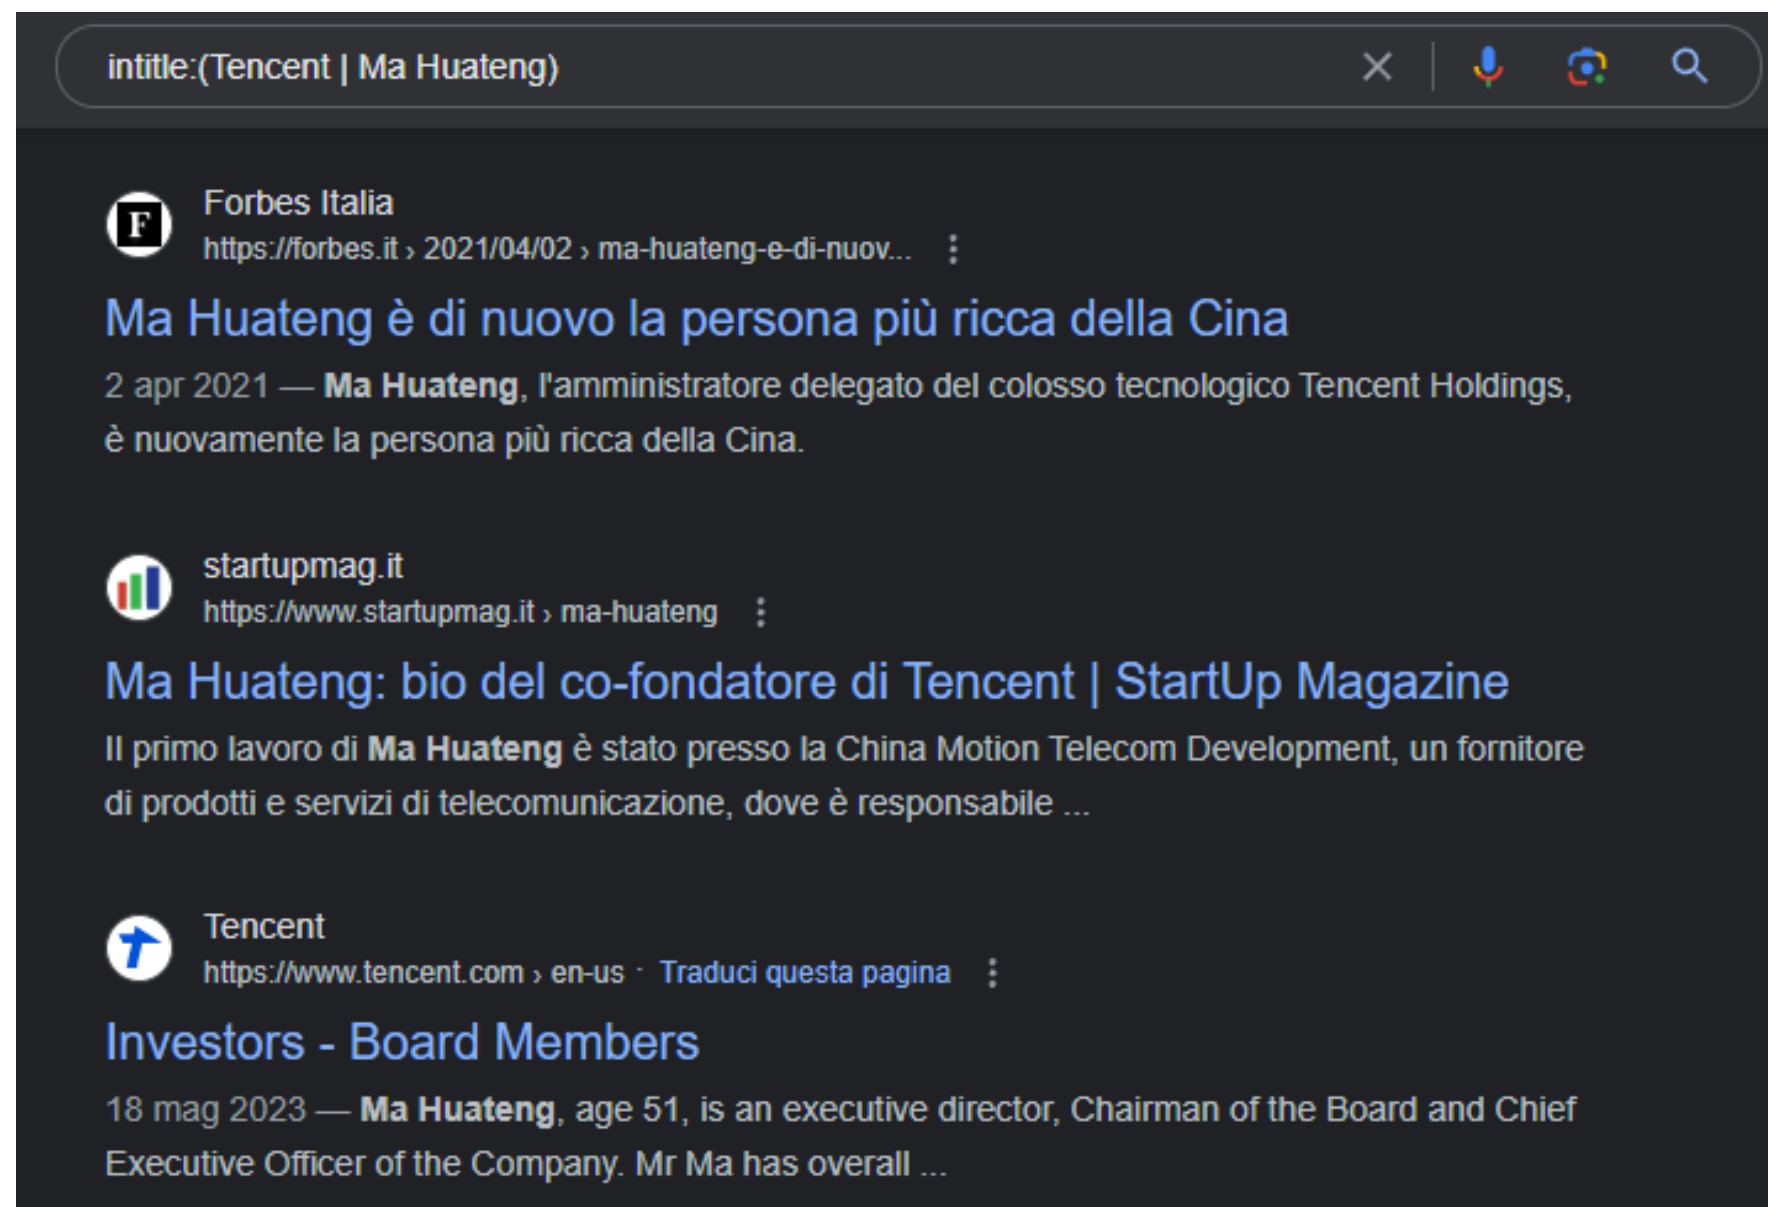 intitle:(Tencent | Ma Huateng)
F
Forbes Italia
https://forbes.it › 2021/04/02 › ma-huateng-e-di-nuov...
Ma Huateng è di nuovo la persona più ricca della Cina
2 apr 2021 — Ma Huateng, l'amministratore delegato del colosso tecnologico Tencent Holdings,
è nuovamente la persona più ricca della Cina.
startupmag.it
https://www.startupmag.it › ma-huateng
Ma Huateng: bio del co-fondatore di Tencent | StartUp Magazine
Il primo lavoro di Ma Huateng è stato presso la China Motion Telecom Development, un fornitore
di prodotti e servizi di telecomunicazione, dove è responsabile ...
Tencent
https://www.tencent.com › en-us · Traduci questa pagina
Investors - Board Members
18 mag 2023 — Ma Huateng, age 51, is an executive director, Chairman of the Board and Chief
Executive Officer of the Company. Mr Ma has overall ...